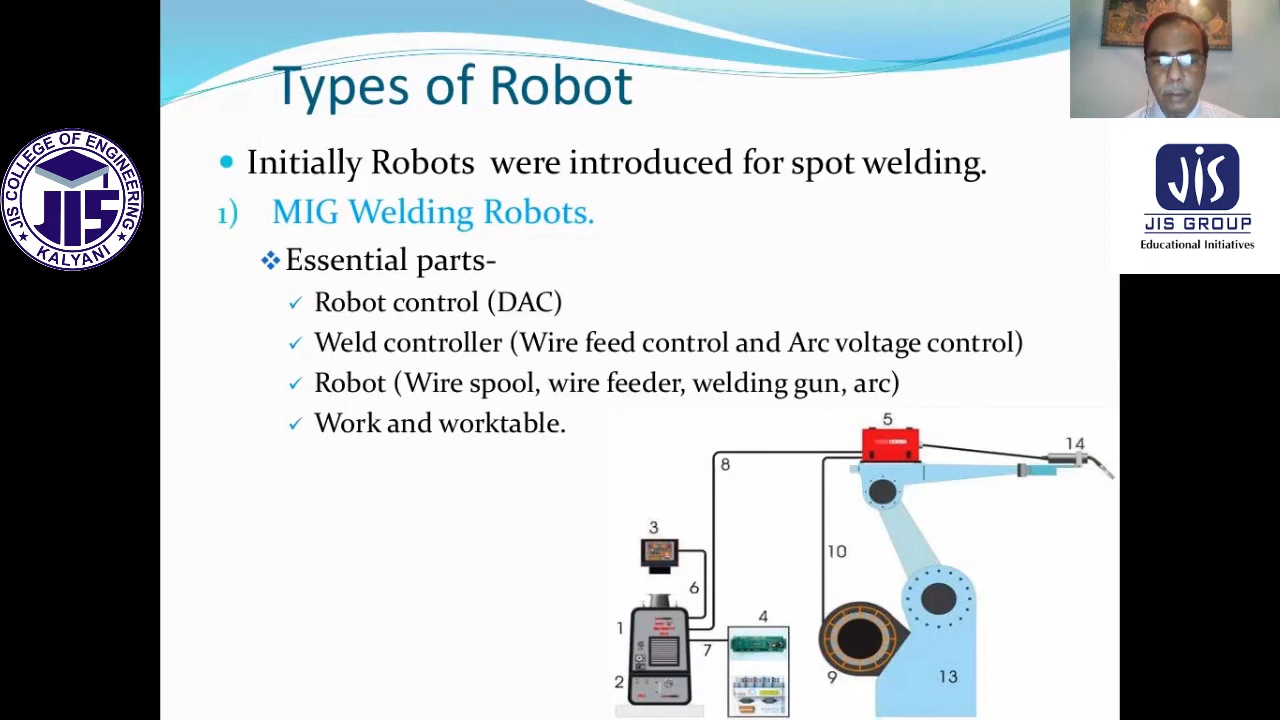 Types of Robot
Initially Robots were introduced for spot welding.
1) MIG Welding Robots.
Essential parts-
Robot control (DAC)
Weld controller (Wire feed control and Arc voltage control)
Robot (Wire spool, wire feeder, welding gun, arc)
Work and worktable.
JIS COLLEGE OF ENGINEERING
JIS
KALYANI
JIS
JIS GROUP
Educational Initiatives
5
14
8
3
10
6
1
4
7
2
9
13